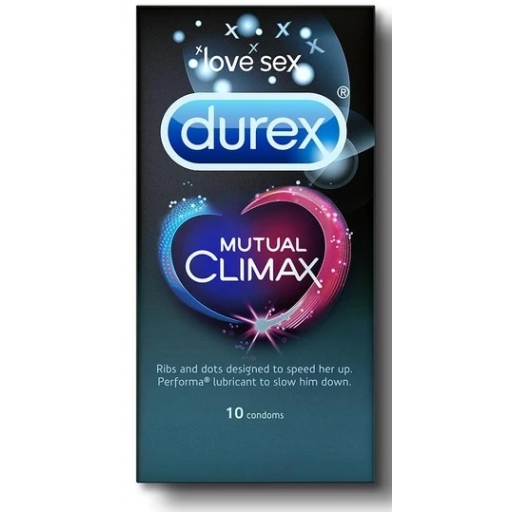 love sex
durex®
MUTUAL
CLIMAX
Ribs and dots designed to speed her up.
Performa® lubricant to slow him down.
10 condoms